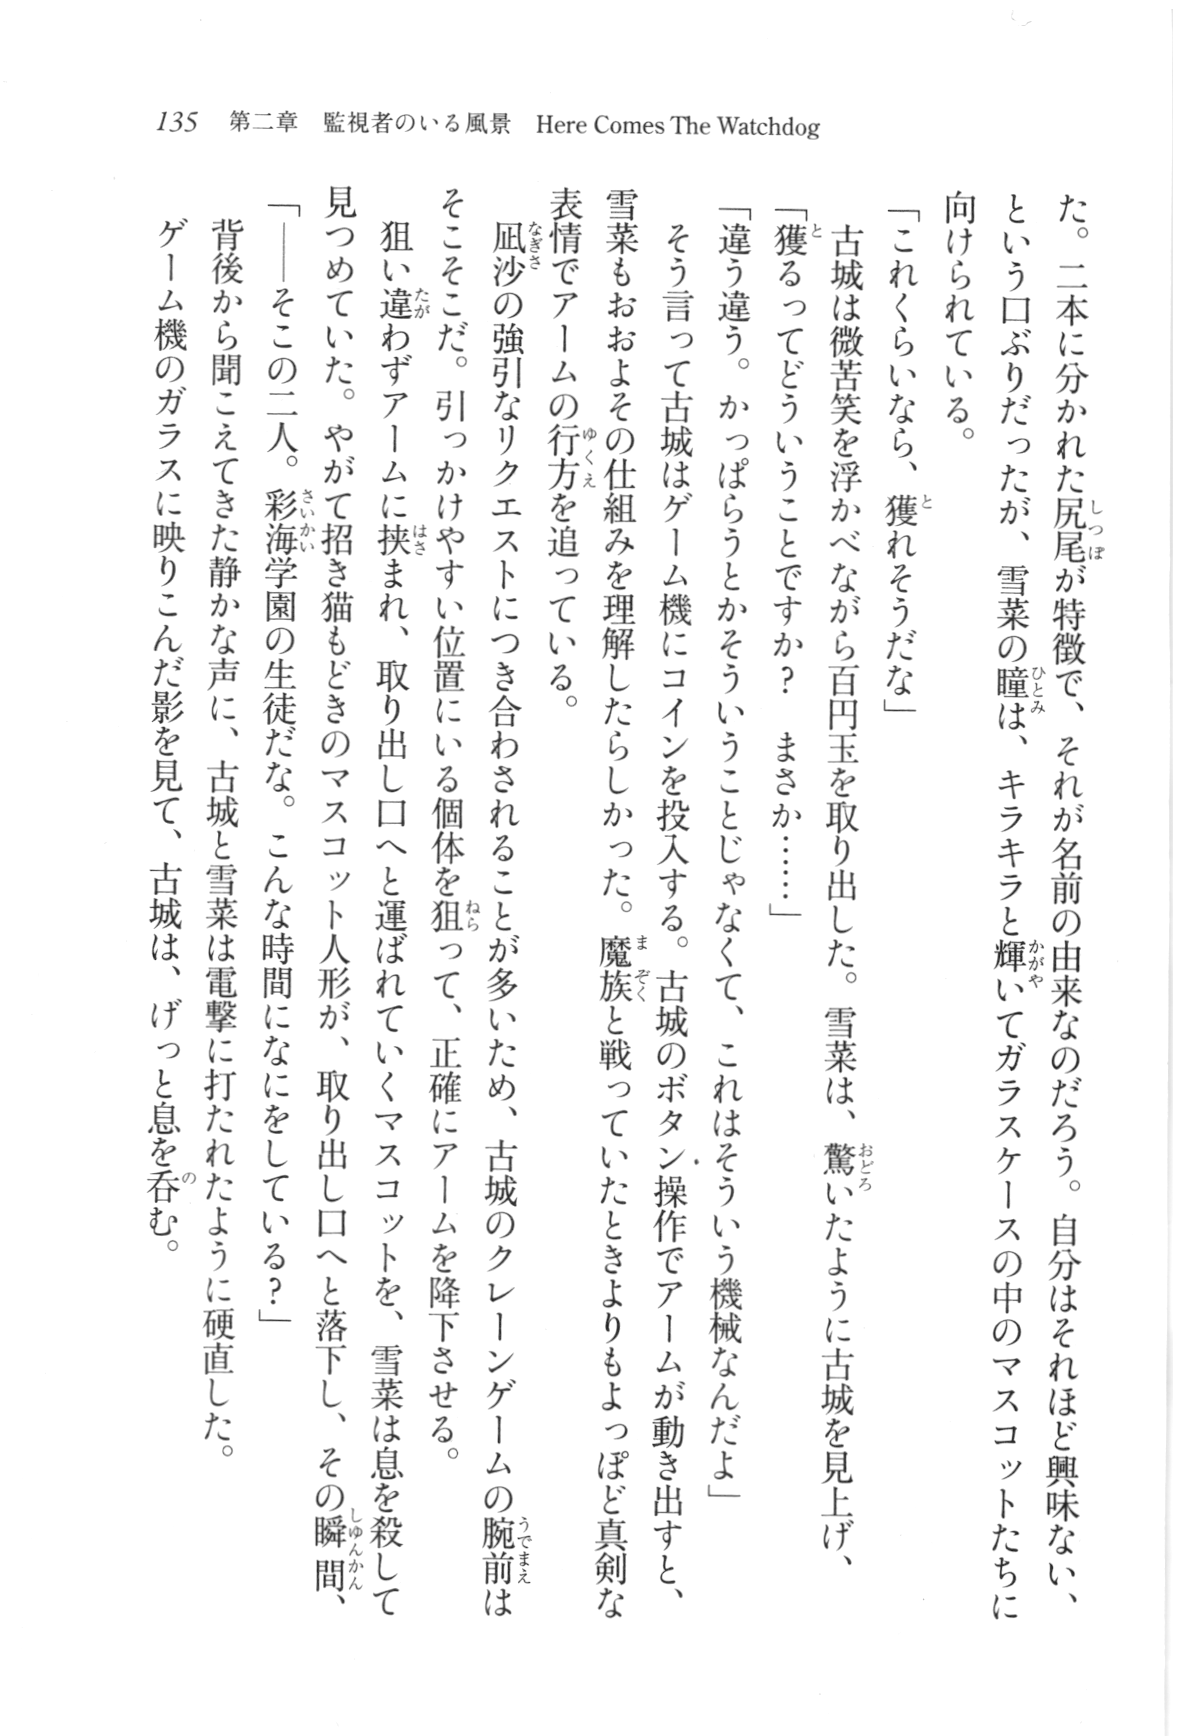 135　第二章　監視者のいる風景　Here Comes The Watchdog
た。二本に分かれた尻尾が特徴で、それが名前の由来なのだろう。自分はそれほど興味ない、
という口ぶりだったが、雪菜の瞳は、キラキラと輝いてガラスケースの中のマスコットたちに
向けられている。
「これくらいなら、獲れそうだな」
　古城は微苦笑を浮かべながら百円玉を取り出した。雪菜は、驚いたように古城を見上げ、
「獲るってどういうことですか？　まさか……」
「違う違う。かっぱらうとかそういうことじゃなくて、これはそういう機械なんだよ」
　そう言って古城はゲーム機にコインを投入する。古城のボタン操作でアームが動き出すと、
雪菜もおおよその仕組みを理解したらしかった。魔族と戦っていたときよりもよっぽど真剣な
表情でアームの行方を追っている。
　凪沙の強引なリクエストにつき合わされることが多いため、古城のクレーンゲームの腕前は
そこそこだ。引っかけやすい位置にいる個体を狙って、正確にアームを降下させる。
　狙い違わずアームに挟まれ、取り出し口へと運ばれていくマスコットを、雪菜は息を殺して
見つめていた。やがて招き猫もどきのマスコット人形が、取り出し口へと落下し、その瞬間、
「――そこの二人。彩海学園の生徒だな。こんな時間になにをしている？」
　背後から聞こえてきた静かな声に、古城と雪菜は電撃に打たれたように硬直した。
　ゲーム機のガラスに映りこんだ影を見て、古城は、げっと息を呑む。